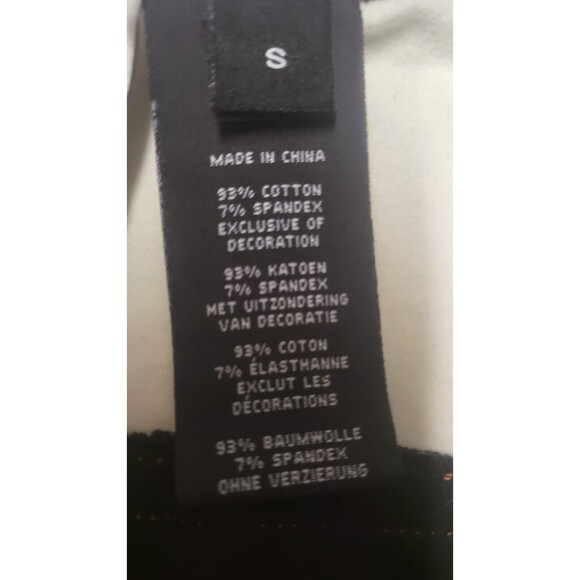 S
MADE IN CHINA
93% COTTON
7% SPANDEX
EXCLUSIVE OF
DECORATION
93% KATOEN
7% SPANDEX
MET UITZONDERING
VAN DECORATIE
93% COTON
7% ÉLASTHANNE
EXCLUT LES
DÉCORATIONS
93% BAUMWOLLE
7% SPANDEX
OHNE VERZIERUNG